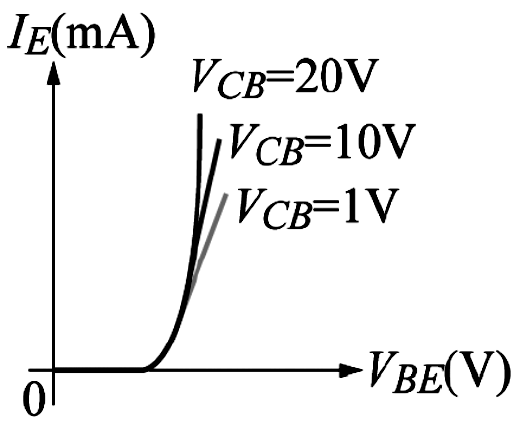 I_E(mA)
V_CB=20V
V_CB=10V
V_CB=1V
V_BE(V)
0